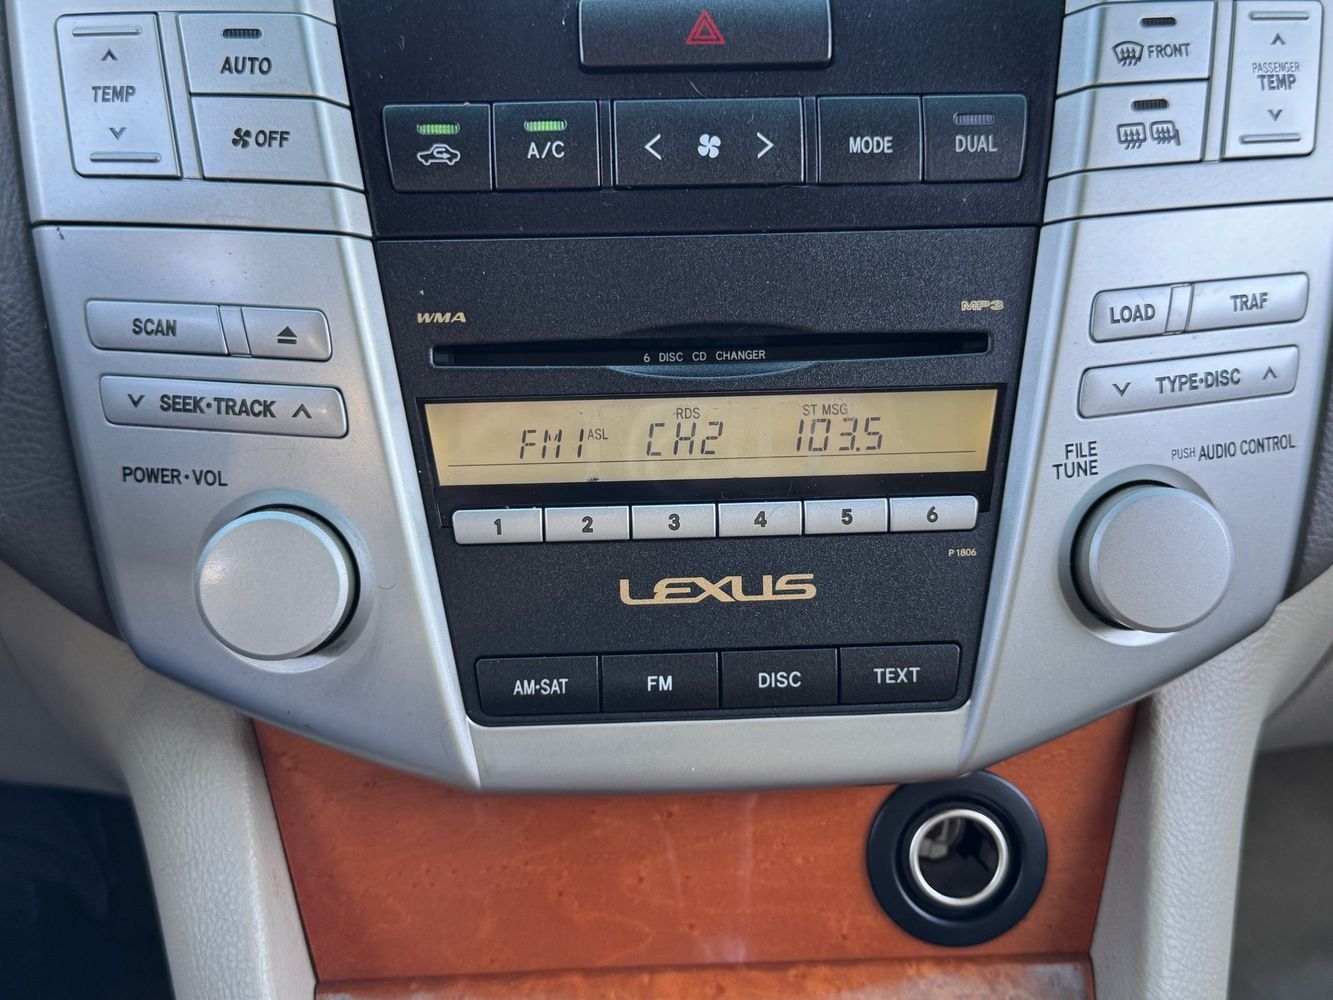 TEMP
AUTO
OFF
A/C
MODE
DUAL
FRONT
PASSENGER
TEMP
SCAN
SEEK•TRACK
POWER•VOL
WMA
MP3
6 DISC CD CHANGER
RDS ST MSG
FM1 ASL CH2 103.5
1 2 3 4 5 6
P1806
LEXUS
AM•SAT FM DISC TEXT
LOAD TRAF
TYPE•DISC
FILE
TUNE
PUSH AUDIO CONTROL